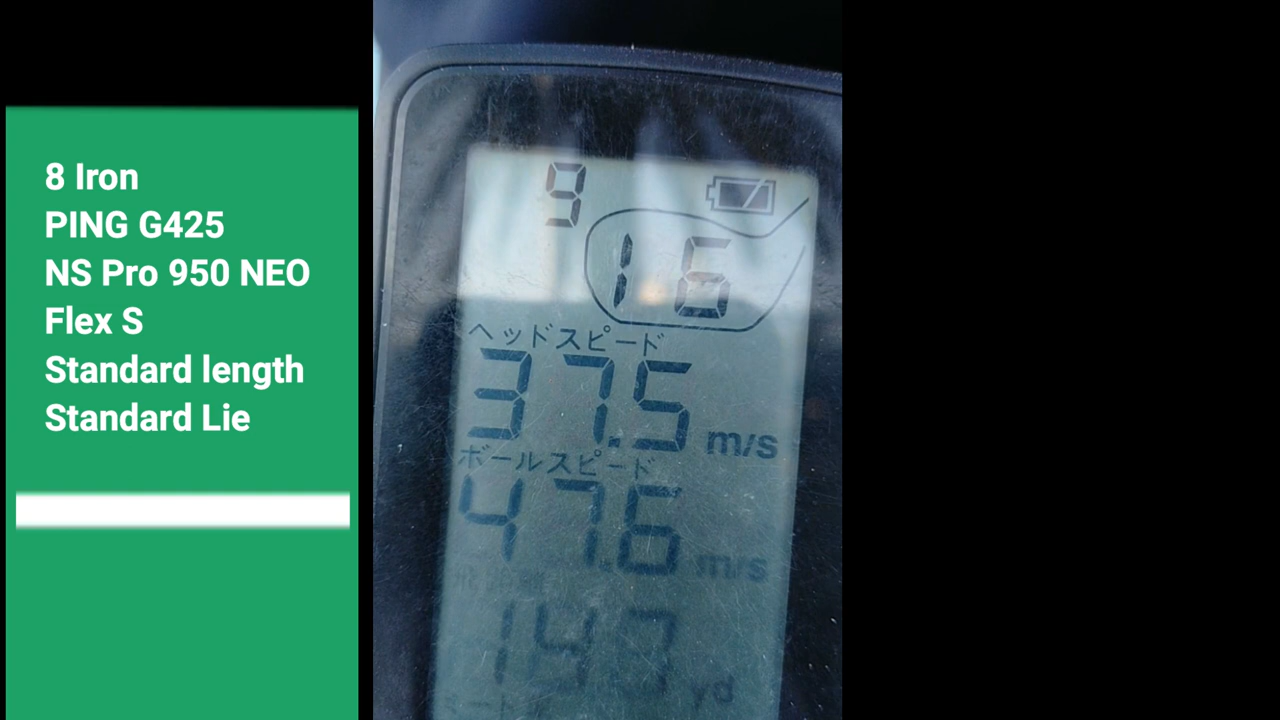 8 Iron
PING G425
NS Pro 950 NEO
Flex S
Standard length
Standard Lie
9
16
ヘッドスピード
37.5 m/s
ボールスピード
47.6 m/s
147 yd